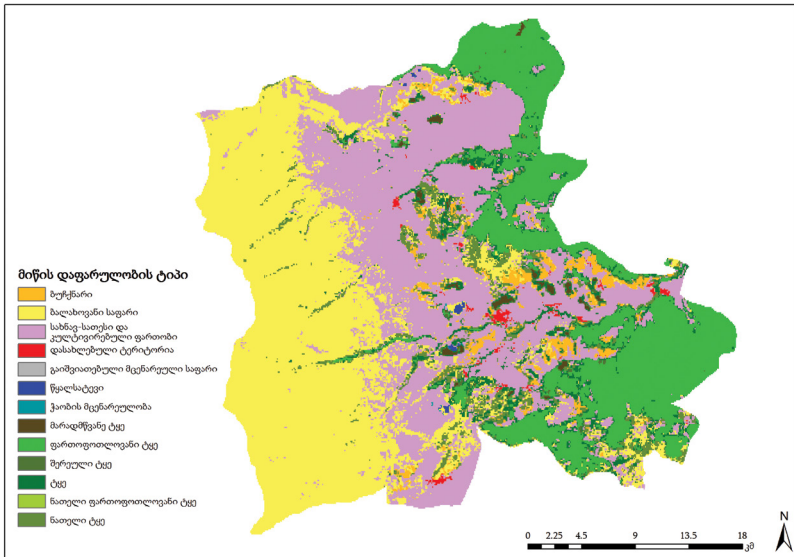 მიწის დაფარულობის ტიპი
ბუჩქნარი
ბალახოვანი საფარი
სახნავ-სათესი და
კულტივირებული ფართობი
დასახლებული ტერიტორია
გაიშვიათებული მცენარეული საფარი
წყალსატევი
ჭაობის მცენარეულობა
მარადმწვანე ტყე
ფართოფოთლოვანი ტყე
შერეული ტყე
ტყე
ნათელი ფართოფოთლოვანი ტყე
ნათელი ტყე
0 2.25 4.5 9 13.5 18
კმ
N